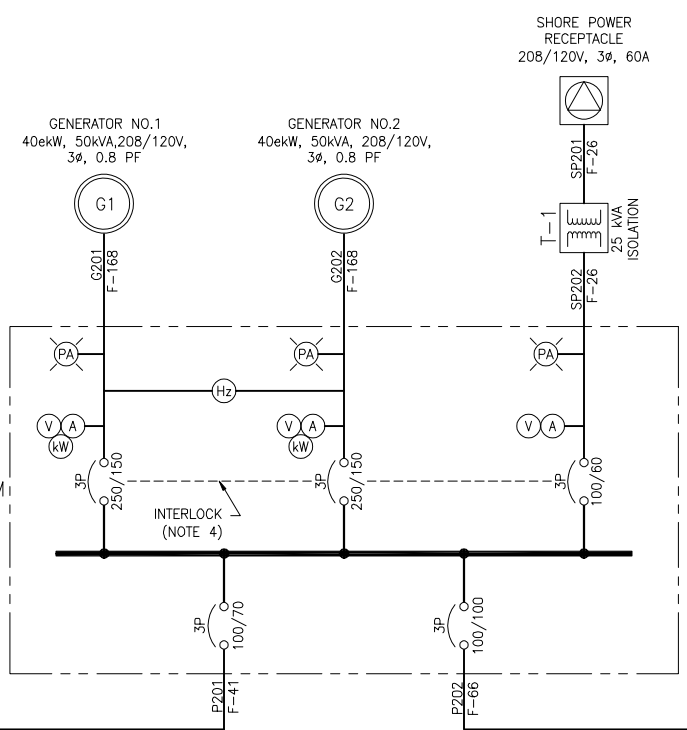 SHORE POWER
RECEPTACLE
208/120V, 3ø, 60A
GENERATOR NO.1
40ekW, 50kVA,208/120V,
3ø, 0.8 PF
GENERATOR NO.2
40ekW, 50kVA, 208/120V,
3ø, 0.8 PF
G1
G2
SP201
F-26
T-1
25 kVA
ISOLATION
G201
F-168
G202
F-168
SP202
F-26
PA
PA
PA
Hz
V A
kW
V A
kW
V A
3P
250/150
3P
250/150
3P
100/60
M
INTERLOCK
(NOTE 4)
3P
100/70
3P
100/100
P201
F-41
P202
F-66